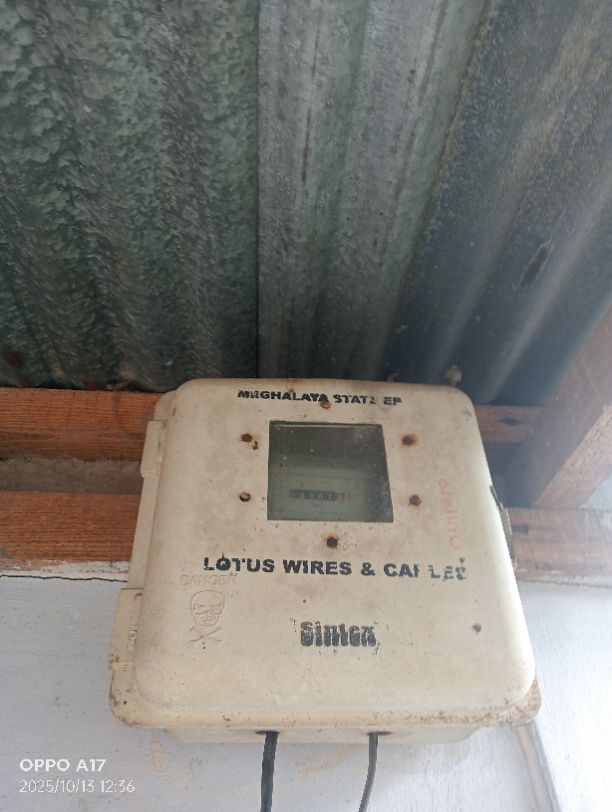 MEGHALAYA STATE EP
LOTUS WIRES & CABLES
DANGER
Sintex
OPPO A17
2025/10/13 12:36